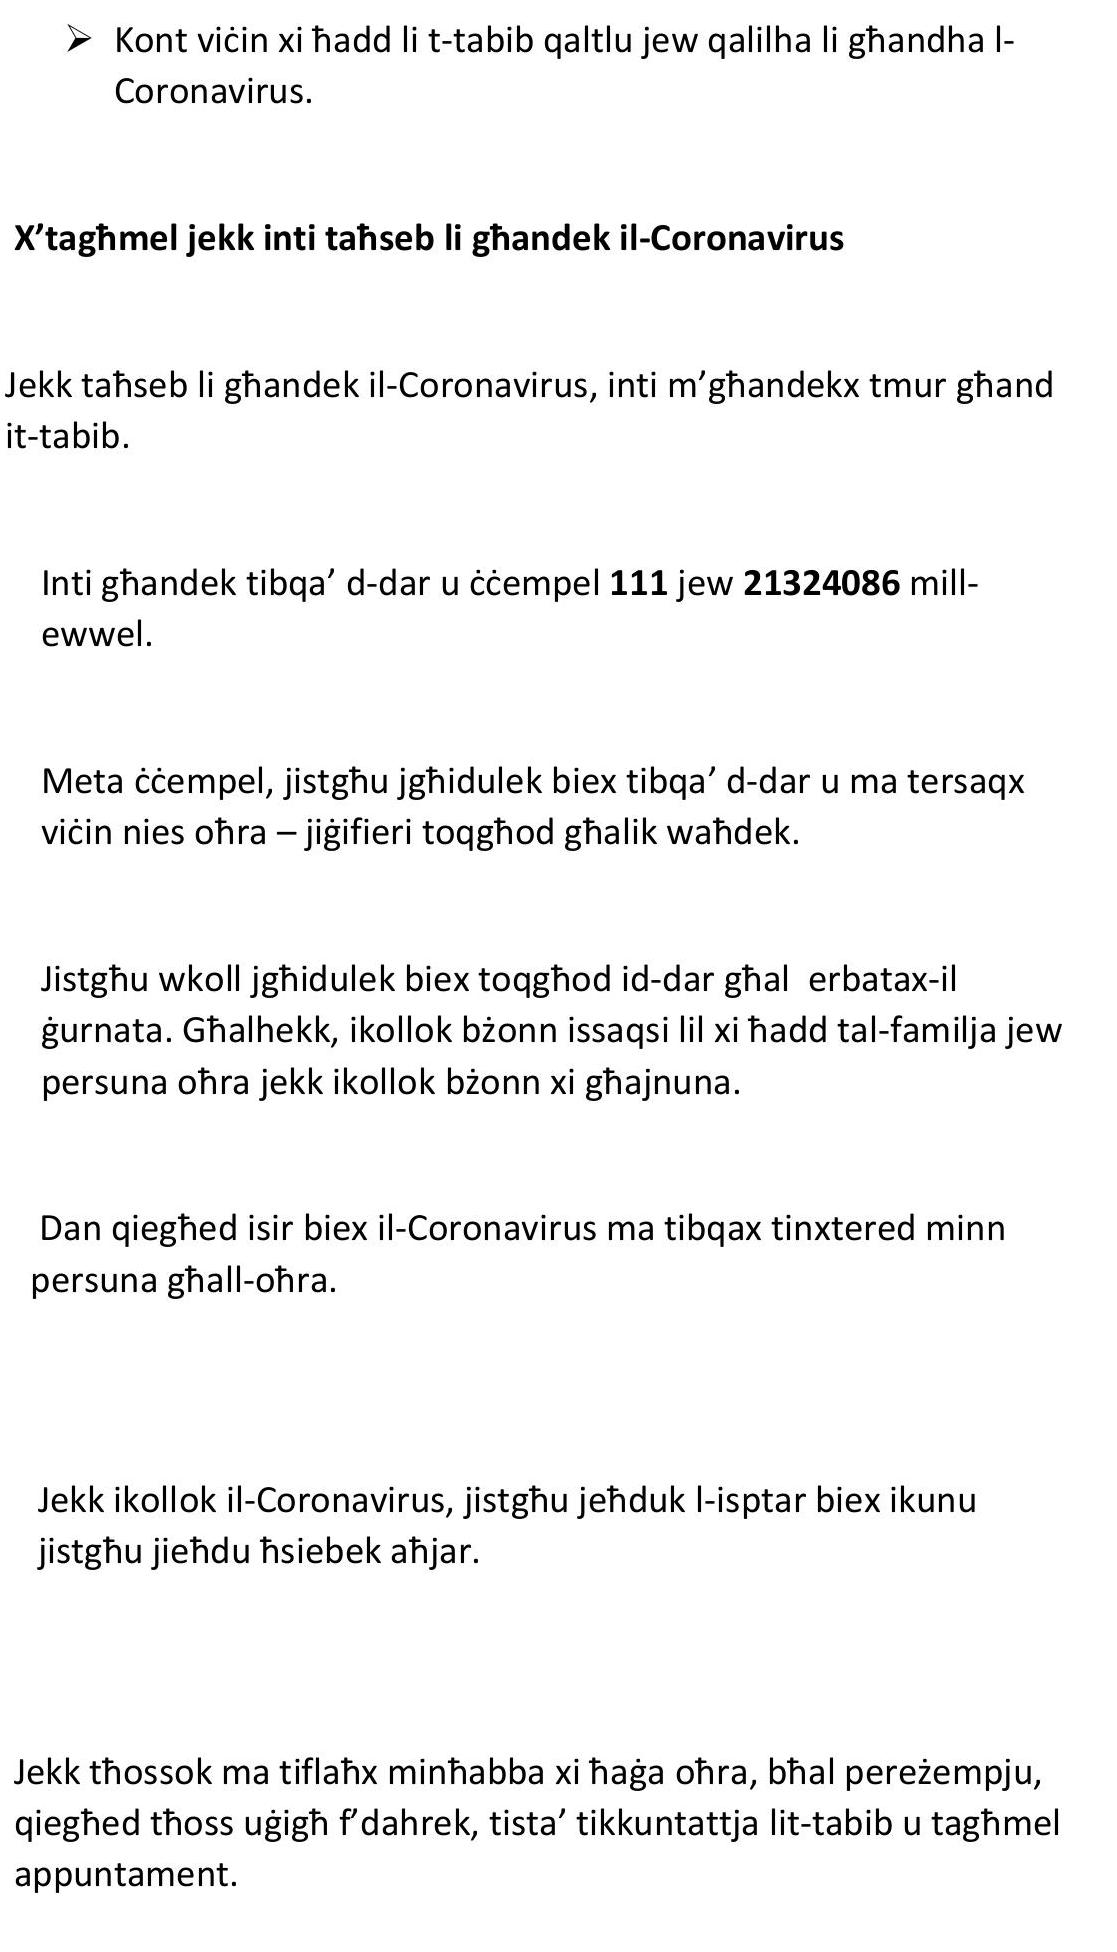 ➢ Kont viċin xi ħadd li t-tabib qaltlu jew qalilha li għandha l-
Coronavirus.
X’tagħmel jekk inti taħseb li għandek il-Coronavirus
Jekk taħseb li għandek il-Coronavirus, inti m’għandekx tmur għand
it-tabib.
Inti għandek tibqa’ d-dar u ċċempel 111 jew 21324086 mill-
ewwel.
Meta ċċempel, jistgħu jgħidulek biex tibqa’ d-dar u ma tersaqx
viċin nies oħra – jiġifieri toqgħod għalik waħdek.
Jistgħu wkoll jgħidulek biex toqgħod id-dar għal  erbatax-il
ġurnata. Għalhekk, ikollok bżonn issaqsi lil xi ħadd tal-familja jew
persuna oħra jekk ikollok bżonn xi għajnuna.
Dan qiegħed isir biex il-Coronavirus ma tibqax tinxtered minn
persuna għall-oħra.
Jekk ikollok il-Coronavirus, jistgħu jeħduk l-isptar biex ikunu
jistgħu jieħdu ħsiebek aħjar.
Jekk tħossok ma tiflaħx minħabba xi ħaġa oħra, bħal pereżempju,
qiegħed tħoss uġigħ f’dahrek, tista’ tikkuntattja lit-tabib u tagħmel
appuntament.